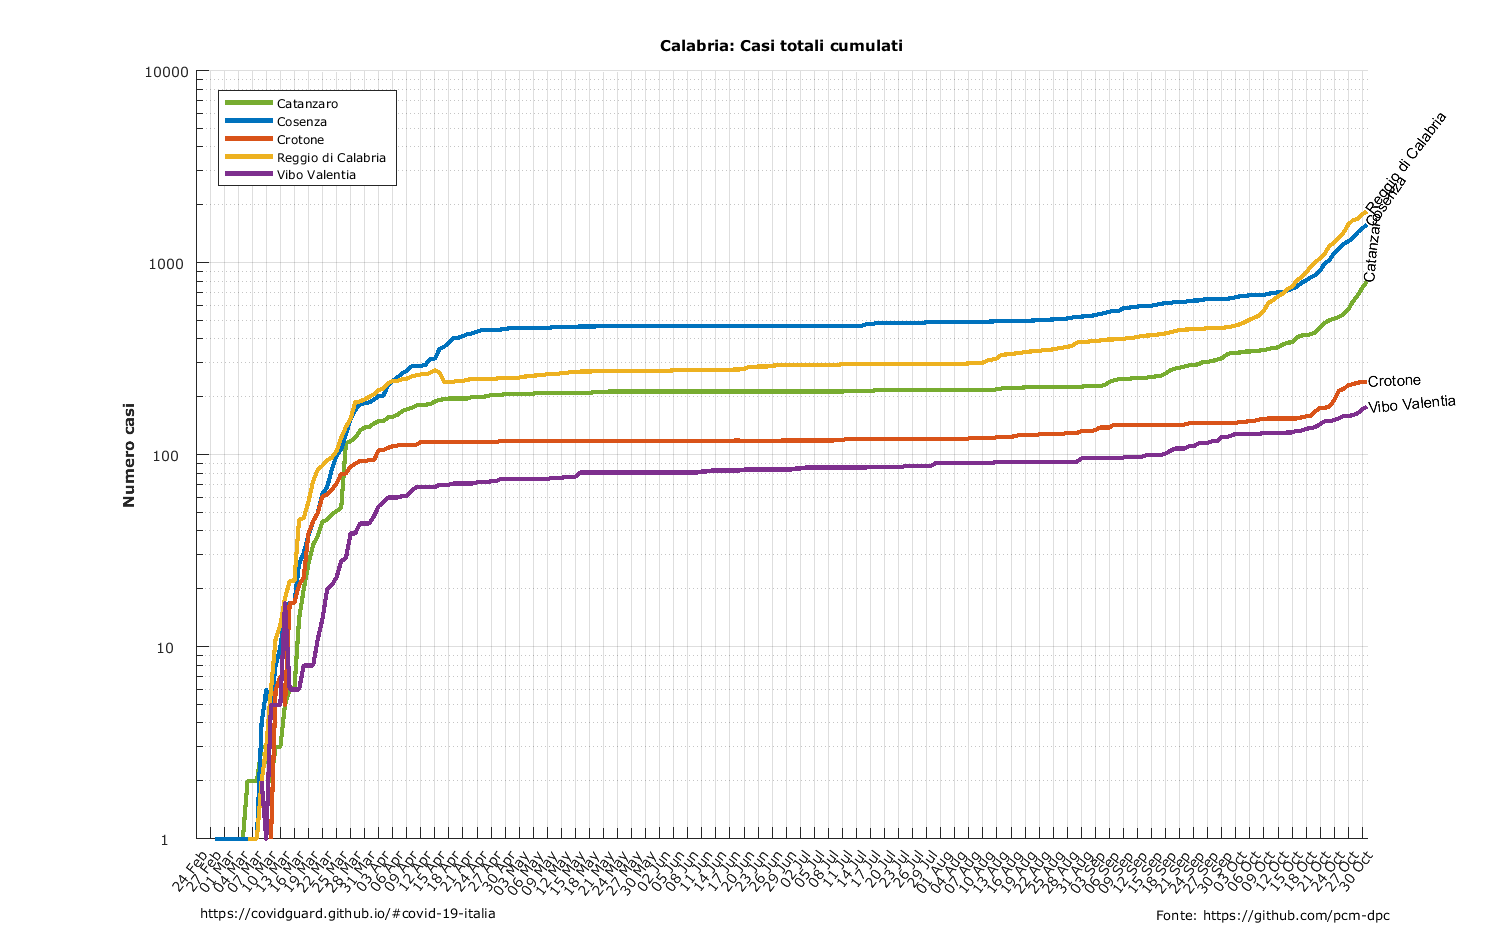 Calabria: Casi totali cumulati
10000
1000
100
10
1
Numero casi
Catanzaro
Cosenza
Crotone
Reggio di Calabria
Vibo Valentia
Reggio di Calabria
Cosenza
Catanzaro
Crotone
Vibo Valentia
24 Feb
27 Feb
01 Mar
04 Mar
07 Mar
10 Mar
13 Mar
16 Mar
19 Mar
22 Mar
25 Mar
28 Mar
31 Mar
03 Apr
06 Apr
09 Apr
12 Apr
15 Apr
18 Apr
21 Apr
24 Apr
27 Apr
30 Apr
03 May
06 May
09 May
12 May
15 May
18 May
21 May
24 May
27 May
30 May
02 Jun
05 Jun
08 Jun
11 Jun
14 Jun
17 Jun
20 Jun
23 Jun
26 Jun
29 Jun
02 Jul
05 Jul
08 Jul
11 Jul
14 Jul
17 Jul
20 Jul
23 Jul
26 Jul
29 Jul
01 Aug
04 Aug
07 Aug
10 Aug
13 Aug
16 Aug
19 Aug
22 Aug
25 Aug
28 Aug
31 Aug
03 Sep
06 Sep
09 Sep
12 Sep
15 Sep
18 Sep
21 Sep
24 Sep
27 Sep
30 Sep
03 Oct
06 Oct
09 Oct
12 Oct
15 Oct
18 Oct
21 Oct
24 Oct
27 Oct
30 Oct
https://covidguard.github.io/#covid-19-italia
Fonte: https://github.com/pcm-dpc